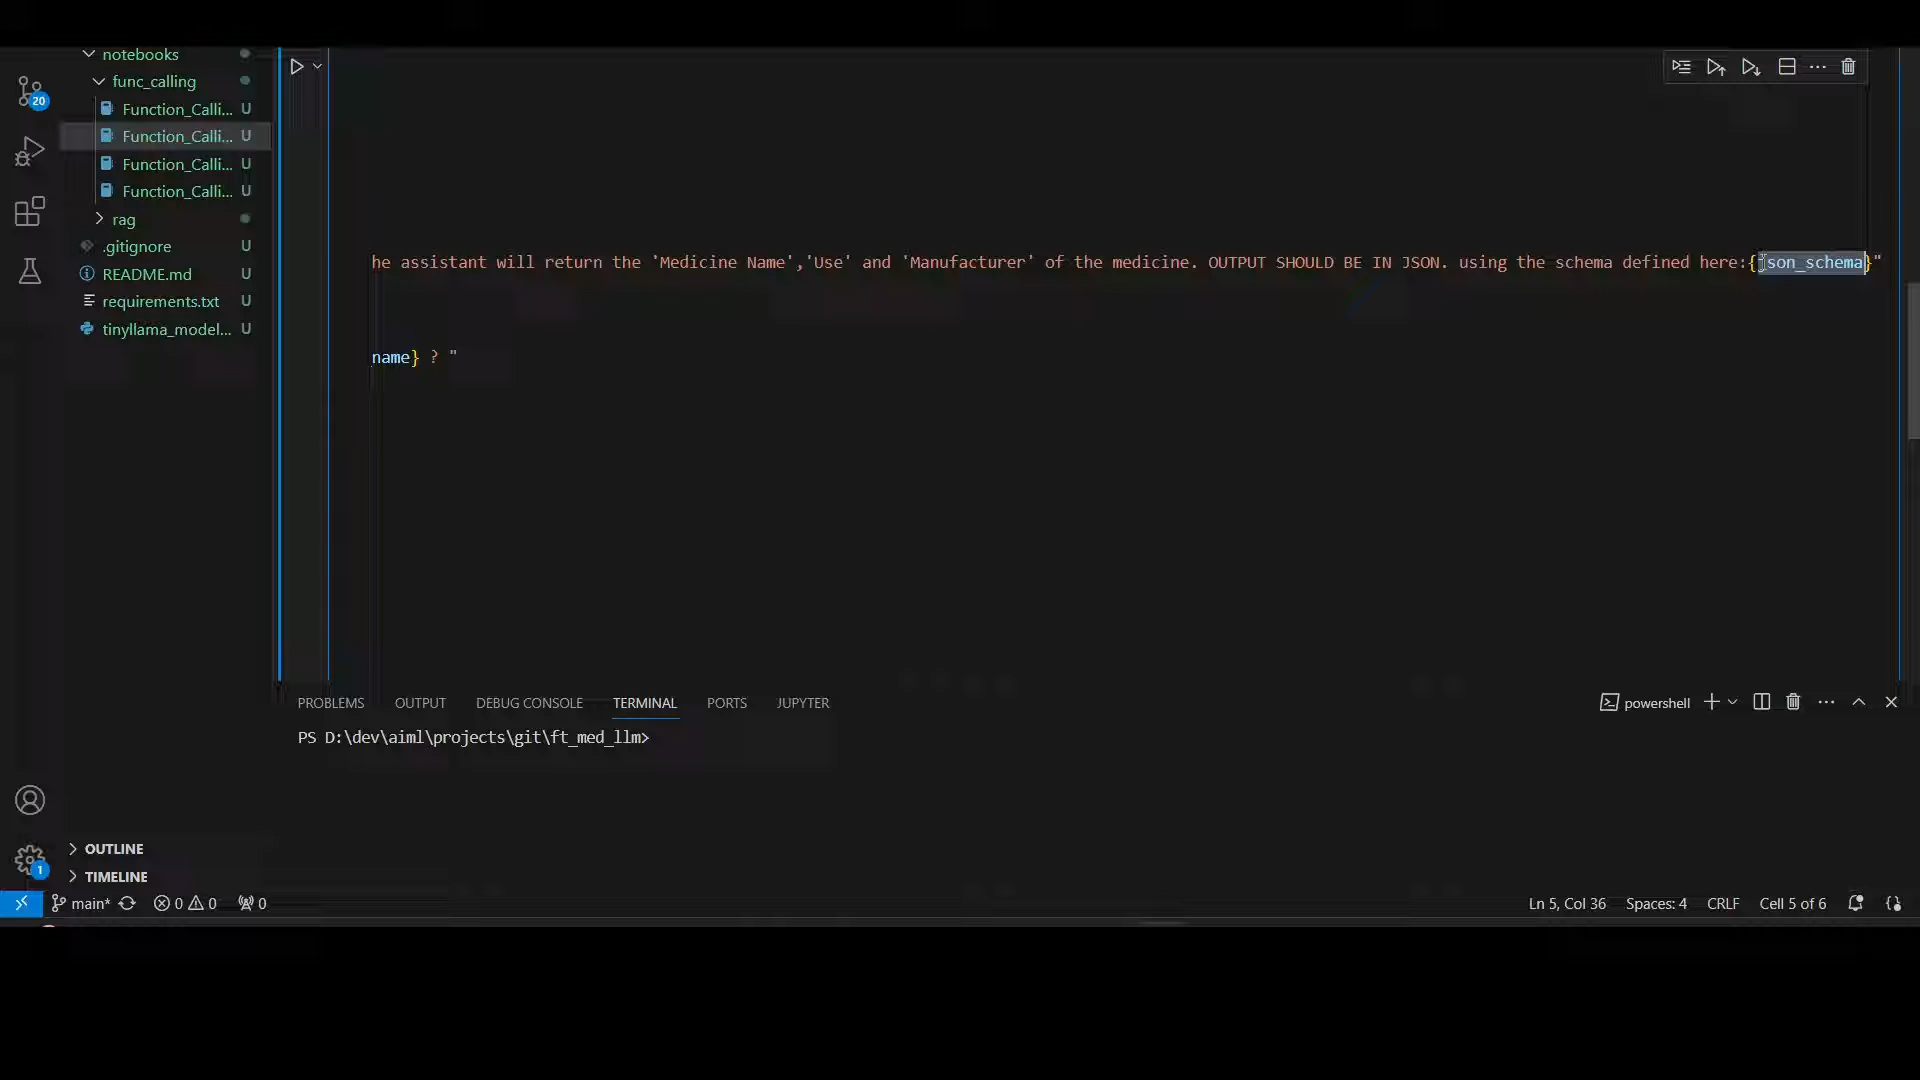 notebooks
func_calling
Function_Calli... U
Function_Calli... U
Function_Calli... U
Function_Calli... U
rag
.gitignore U
README.md U
requirements.txt U
tinyllama_model... U
20
he assistant will return the 'Medicine Name','Use' and 'Manufacturer' of the medicine. OUTPUT SHOULD BE IN JSON. using the schema defined here:{json_schema}"
name} ? "
PROBLEMS OUTPUT DEBUG CONSOLE TERMINAL PORTS JUPYTER
powershell
PS D:\dev\aiml\projects\git\ft_med_llm>
OUTLINE
TIMELINE
1
main* 0 0 0
Ln 5, Col 36 Spaces: 4 CRLF Cell 5 of 6